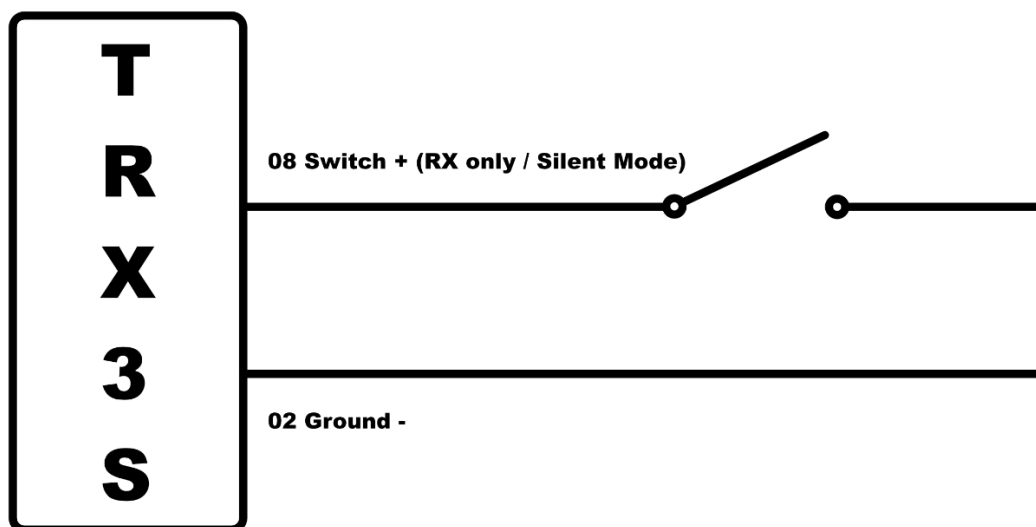 T
R
X
3
S
08 Switch + (RX only / Silent Mode)
02 Ground -